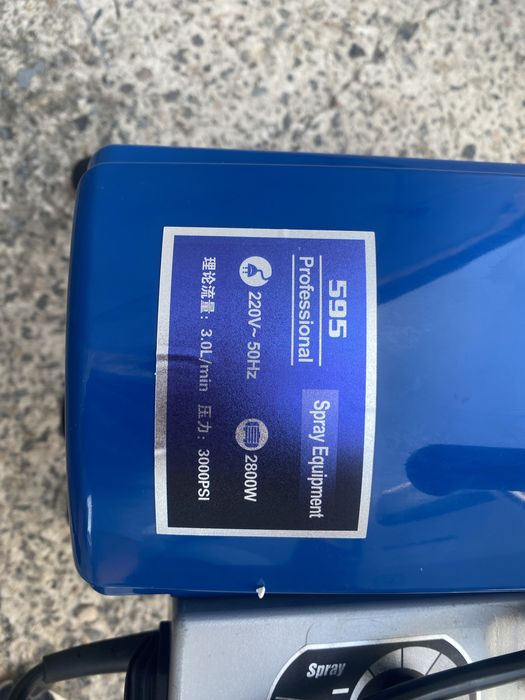 595
Professional
Spray Equipment
220V~ 50Hz
2800W
理论流量：3.0L/min 压力：3000PSI
Spray